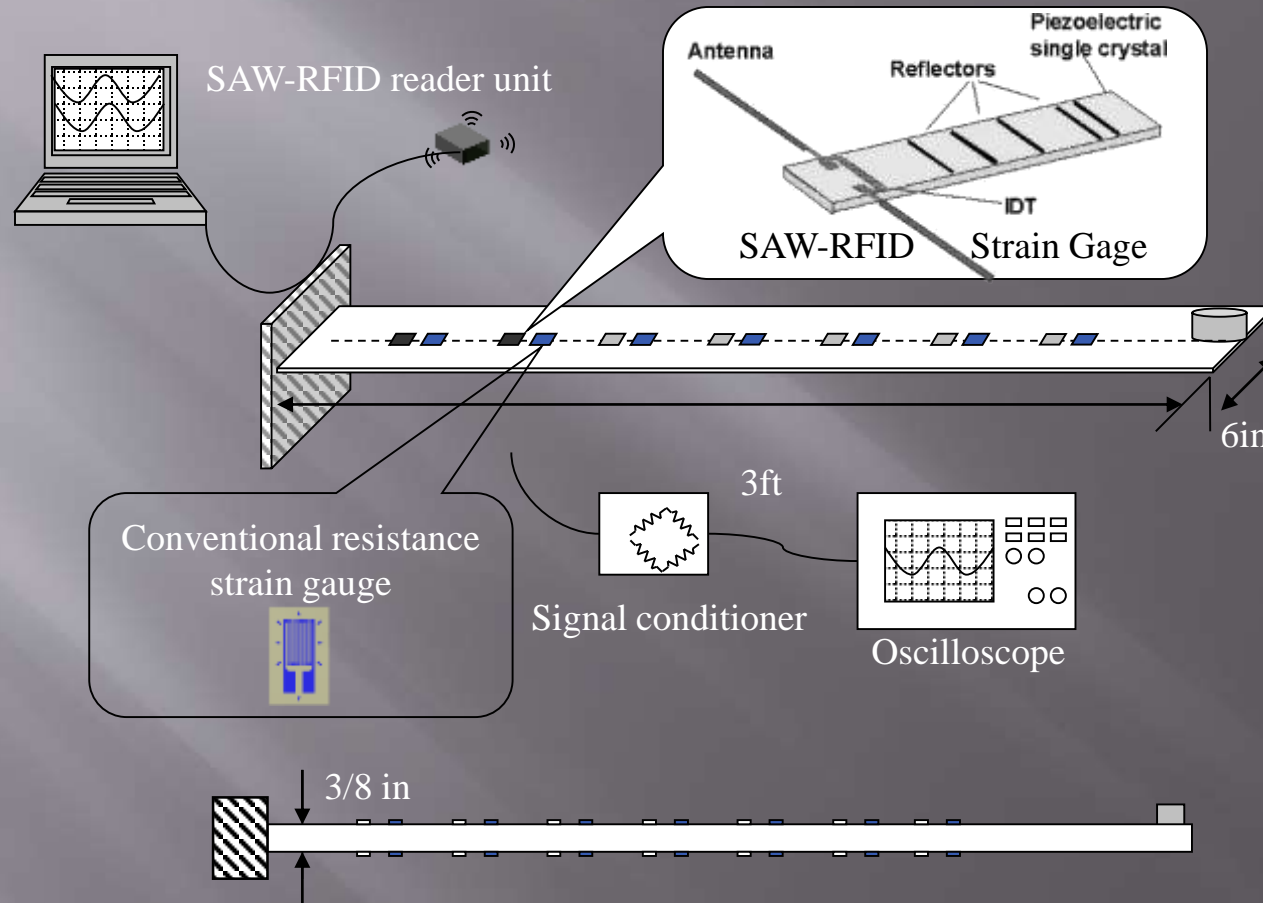 SAW-RFID reader unit
Antenna
Piezoelectric
single crystal
Reflectors
IDT
SAW-RFID Strain Gage
6in
3ft
Conventional resistance
strain gauge
Signal conditioner
Oscilloscope
3/8 in